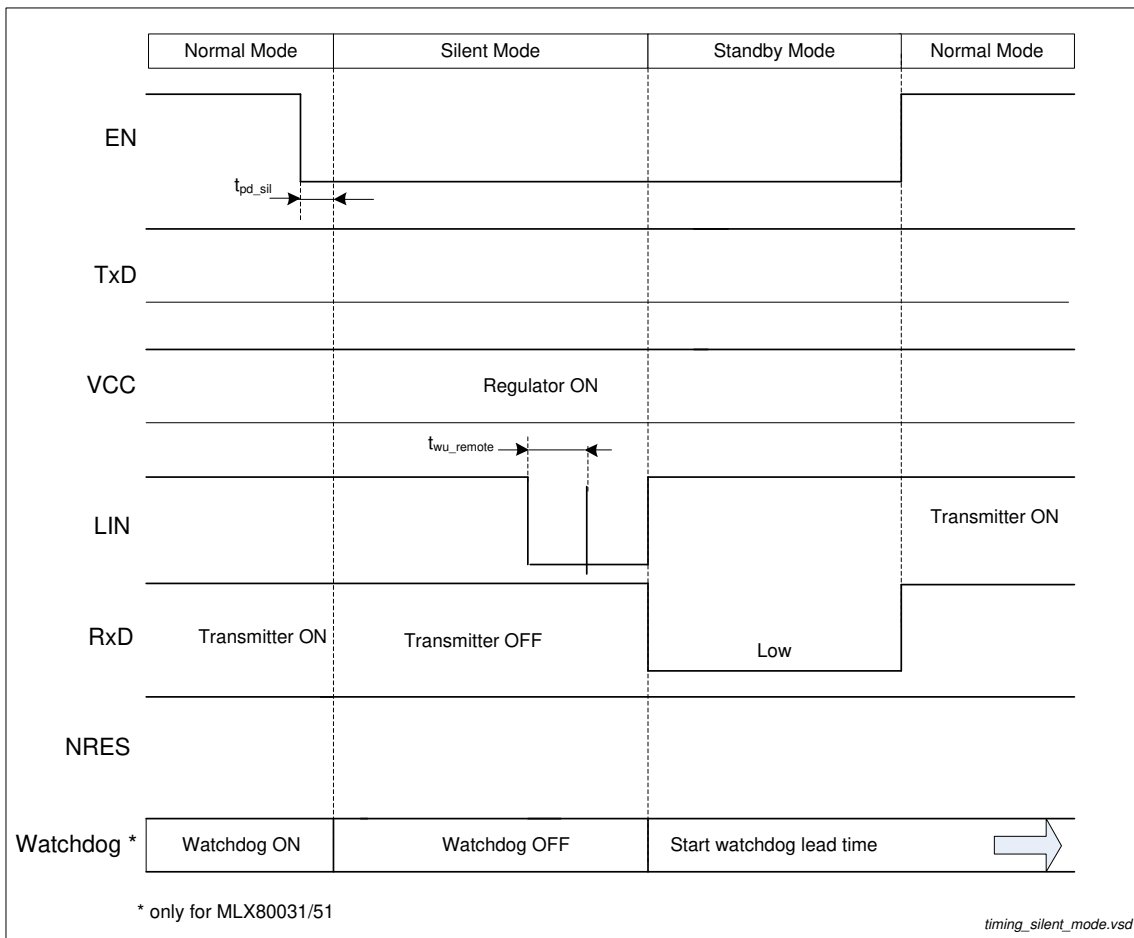 Normal Mode
Silent Mode
Standby Mode
Normal Mode
EN
tpd_sil
TxD
VCC
Regulator ON
twu_remote
LIN
Transmitter ON
RxD
Transmitter ON
Transmitter OFF
Low
NRES
Watchdog *
Watchdog ON
Watchdog OFF
Start watchdog lead time
* only for MLX80031/51
timing_silent_mode.vsd